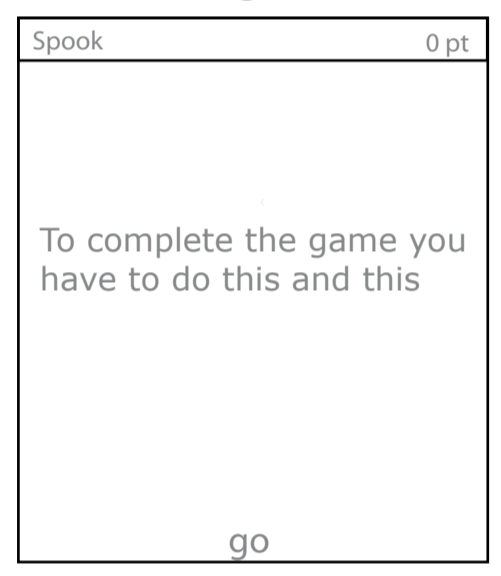 Spook 0 pt
To complete the game you
have to do this and this
go